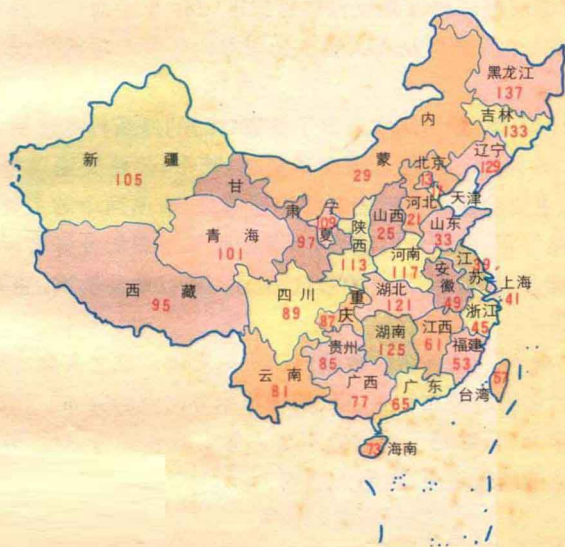 黑龙江
137
吉林
133
辽宁
129
内
蒙
29
北京
13
天津
河北
21
山西
25
山东
33
新疆
105
甘
肃
97
宁
夏
109
青海
101
陕西
113
河南
117
江苏
39
安徽
49
上海
41
浙江
45
西藏
95
四川
89
重庆
87
湖北
121
湖南
125
江西
61
福建
53
贵州
85
云南
81
广西
77
广东
65
台湾
57
海南
73